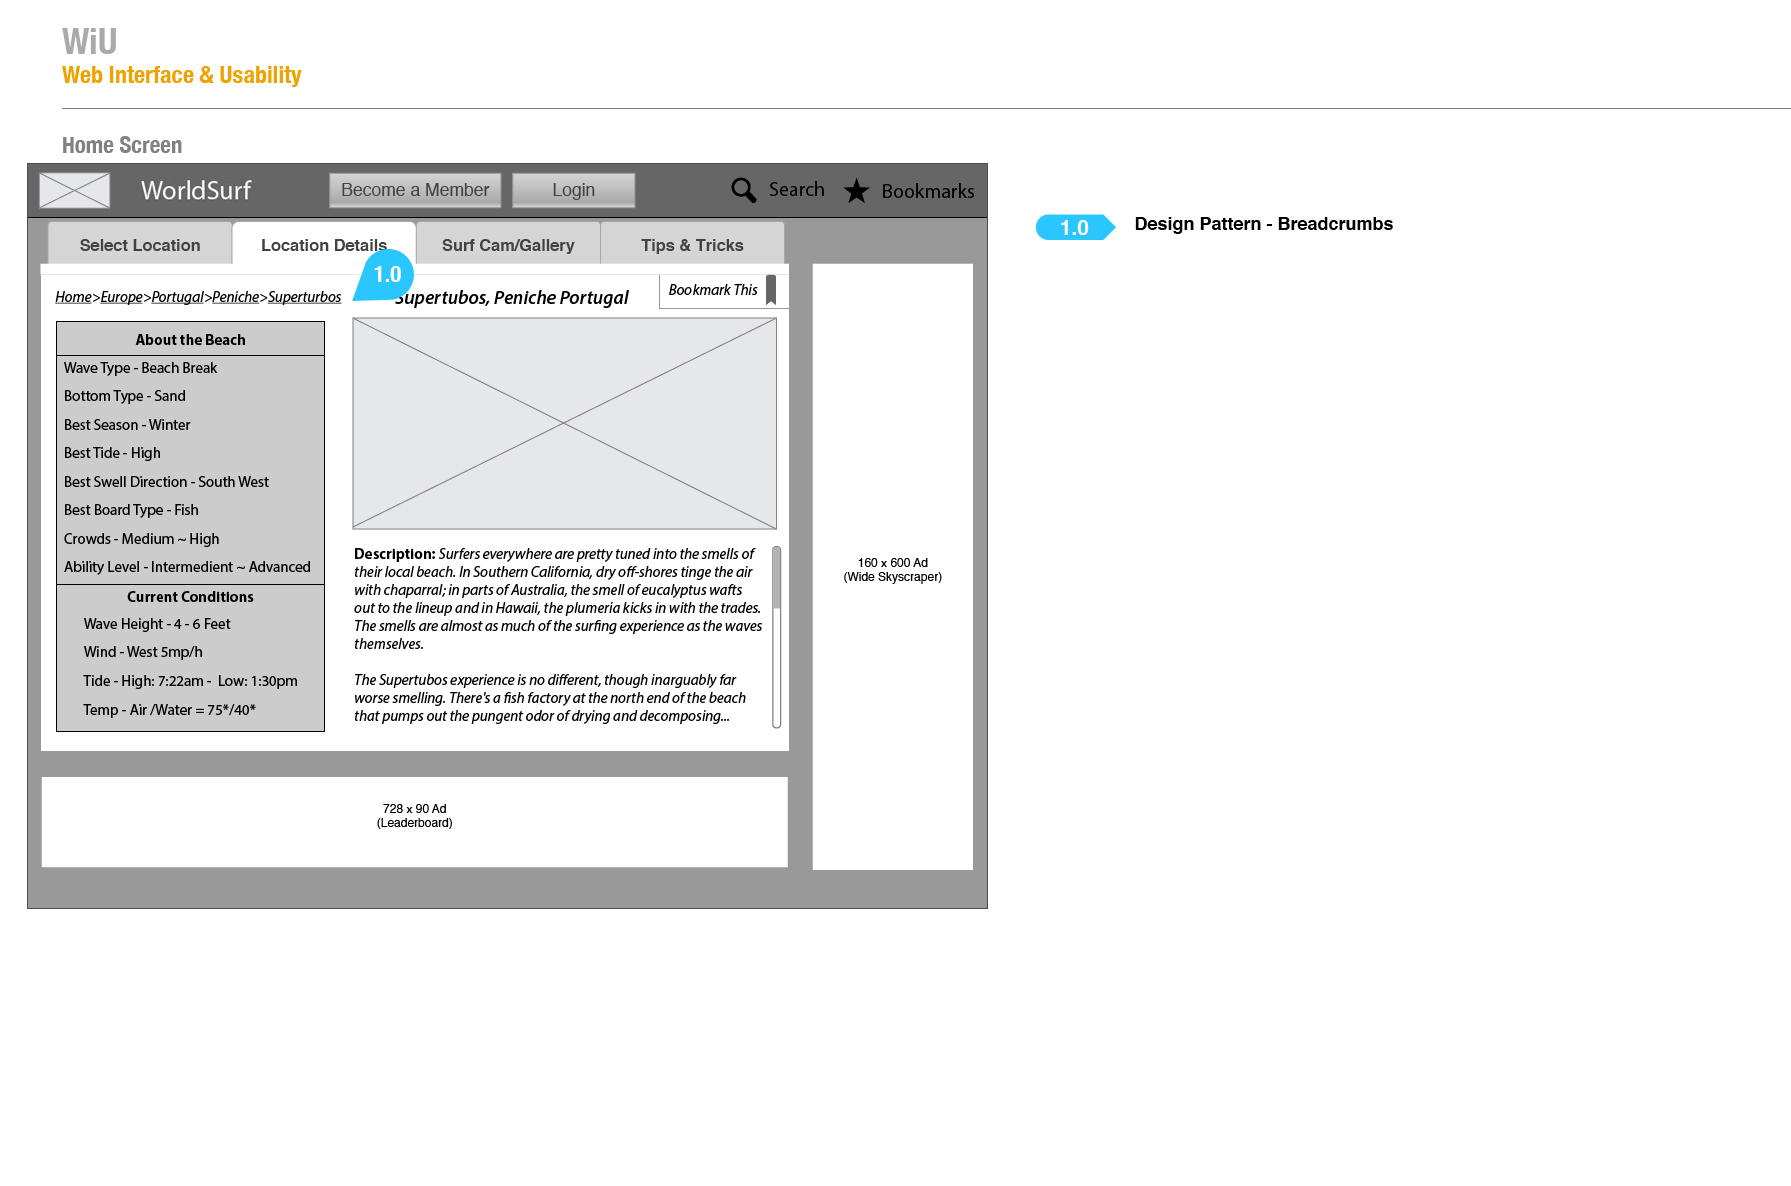 WiU
Web Interface & Usability
Home Screen
WorldSurf
Become a Member
Login
Search
Bookmarks
Select Location
Location Details
Surf Cam/Gallery
Tips & Tricks
1.0
Design Pattern - Breadcrumbs
1.0
Home>Europe>Portugal>Peniche>Superturbos
Supertubos, Peniche Portugal
Bookmark This
About the Beach
Wave Type - Beach Break
Bottom Type - Sand
Best Season - Winter
Best Tide - High
Best Swell Direction - South West
Best Board Type - Fish
Crowds - Medium ~ High
Ability Level - Intermedient ~ Advanced
Current Conditions
Wave Height - 4 - 6 Feet
Wind - West 5mp/h
Tide - High: 7:22am -  Low: 1:30pm
Temp - Air /Water = 75*/40*
Description: Surfers everywhere are pretty tuned into the smells of
their local beach. In Southern California, dry off-shores tinge the air
with chaparral; in parts of Australia, the smell of eucalyptus wafts
out to the lineup and in Hawaii, the plumeria kicks in with the trades.
The smells are almost as much of the surfing experience as the waves
themselves.
The Supertubos experience is no different, though inarguably far
worse smelling. There's a fish factory at the north end of the beach
that pumps out the pungent odor of drying and decomposing...
160 x 600 Ad
(Wide Skyscraper)
728 x 90 Ad
(Leaderboard)